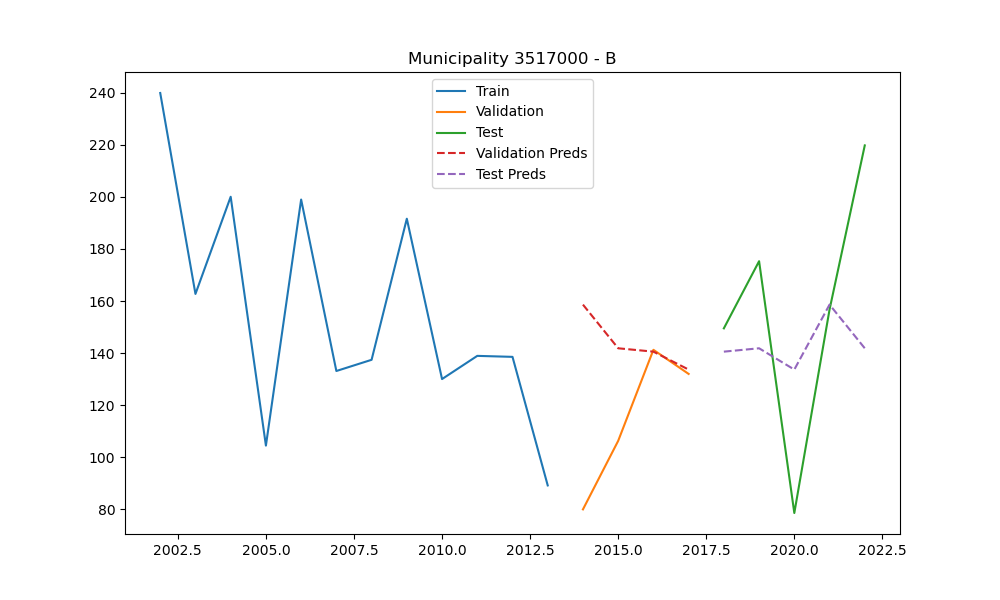 Municipality 3517000 - B
Train
Validation
Test
Validation Preds
Test Preds
240
220
200
180
160
140
120
100
80
2002.5 2005.0 2007.5 2010.0 2012.5 2015.0 2017.5 2020.0 2022.5